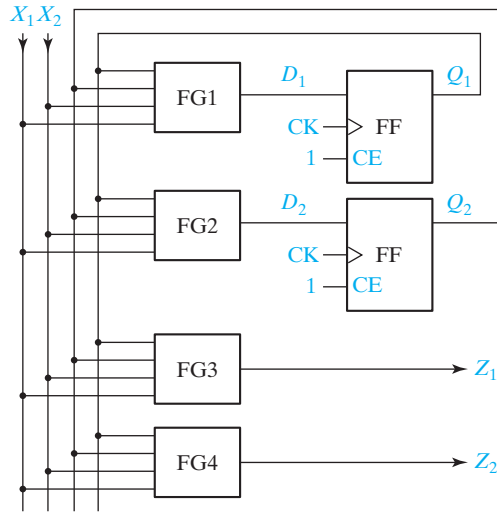 X1 X2
D1 Q1
FG1
CK FF
1 CE
D2 Q2
FG2
CK FF
1 CE
FG3 Z1
FG4 Z2